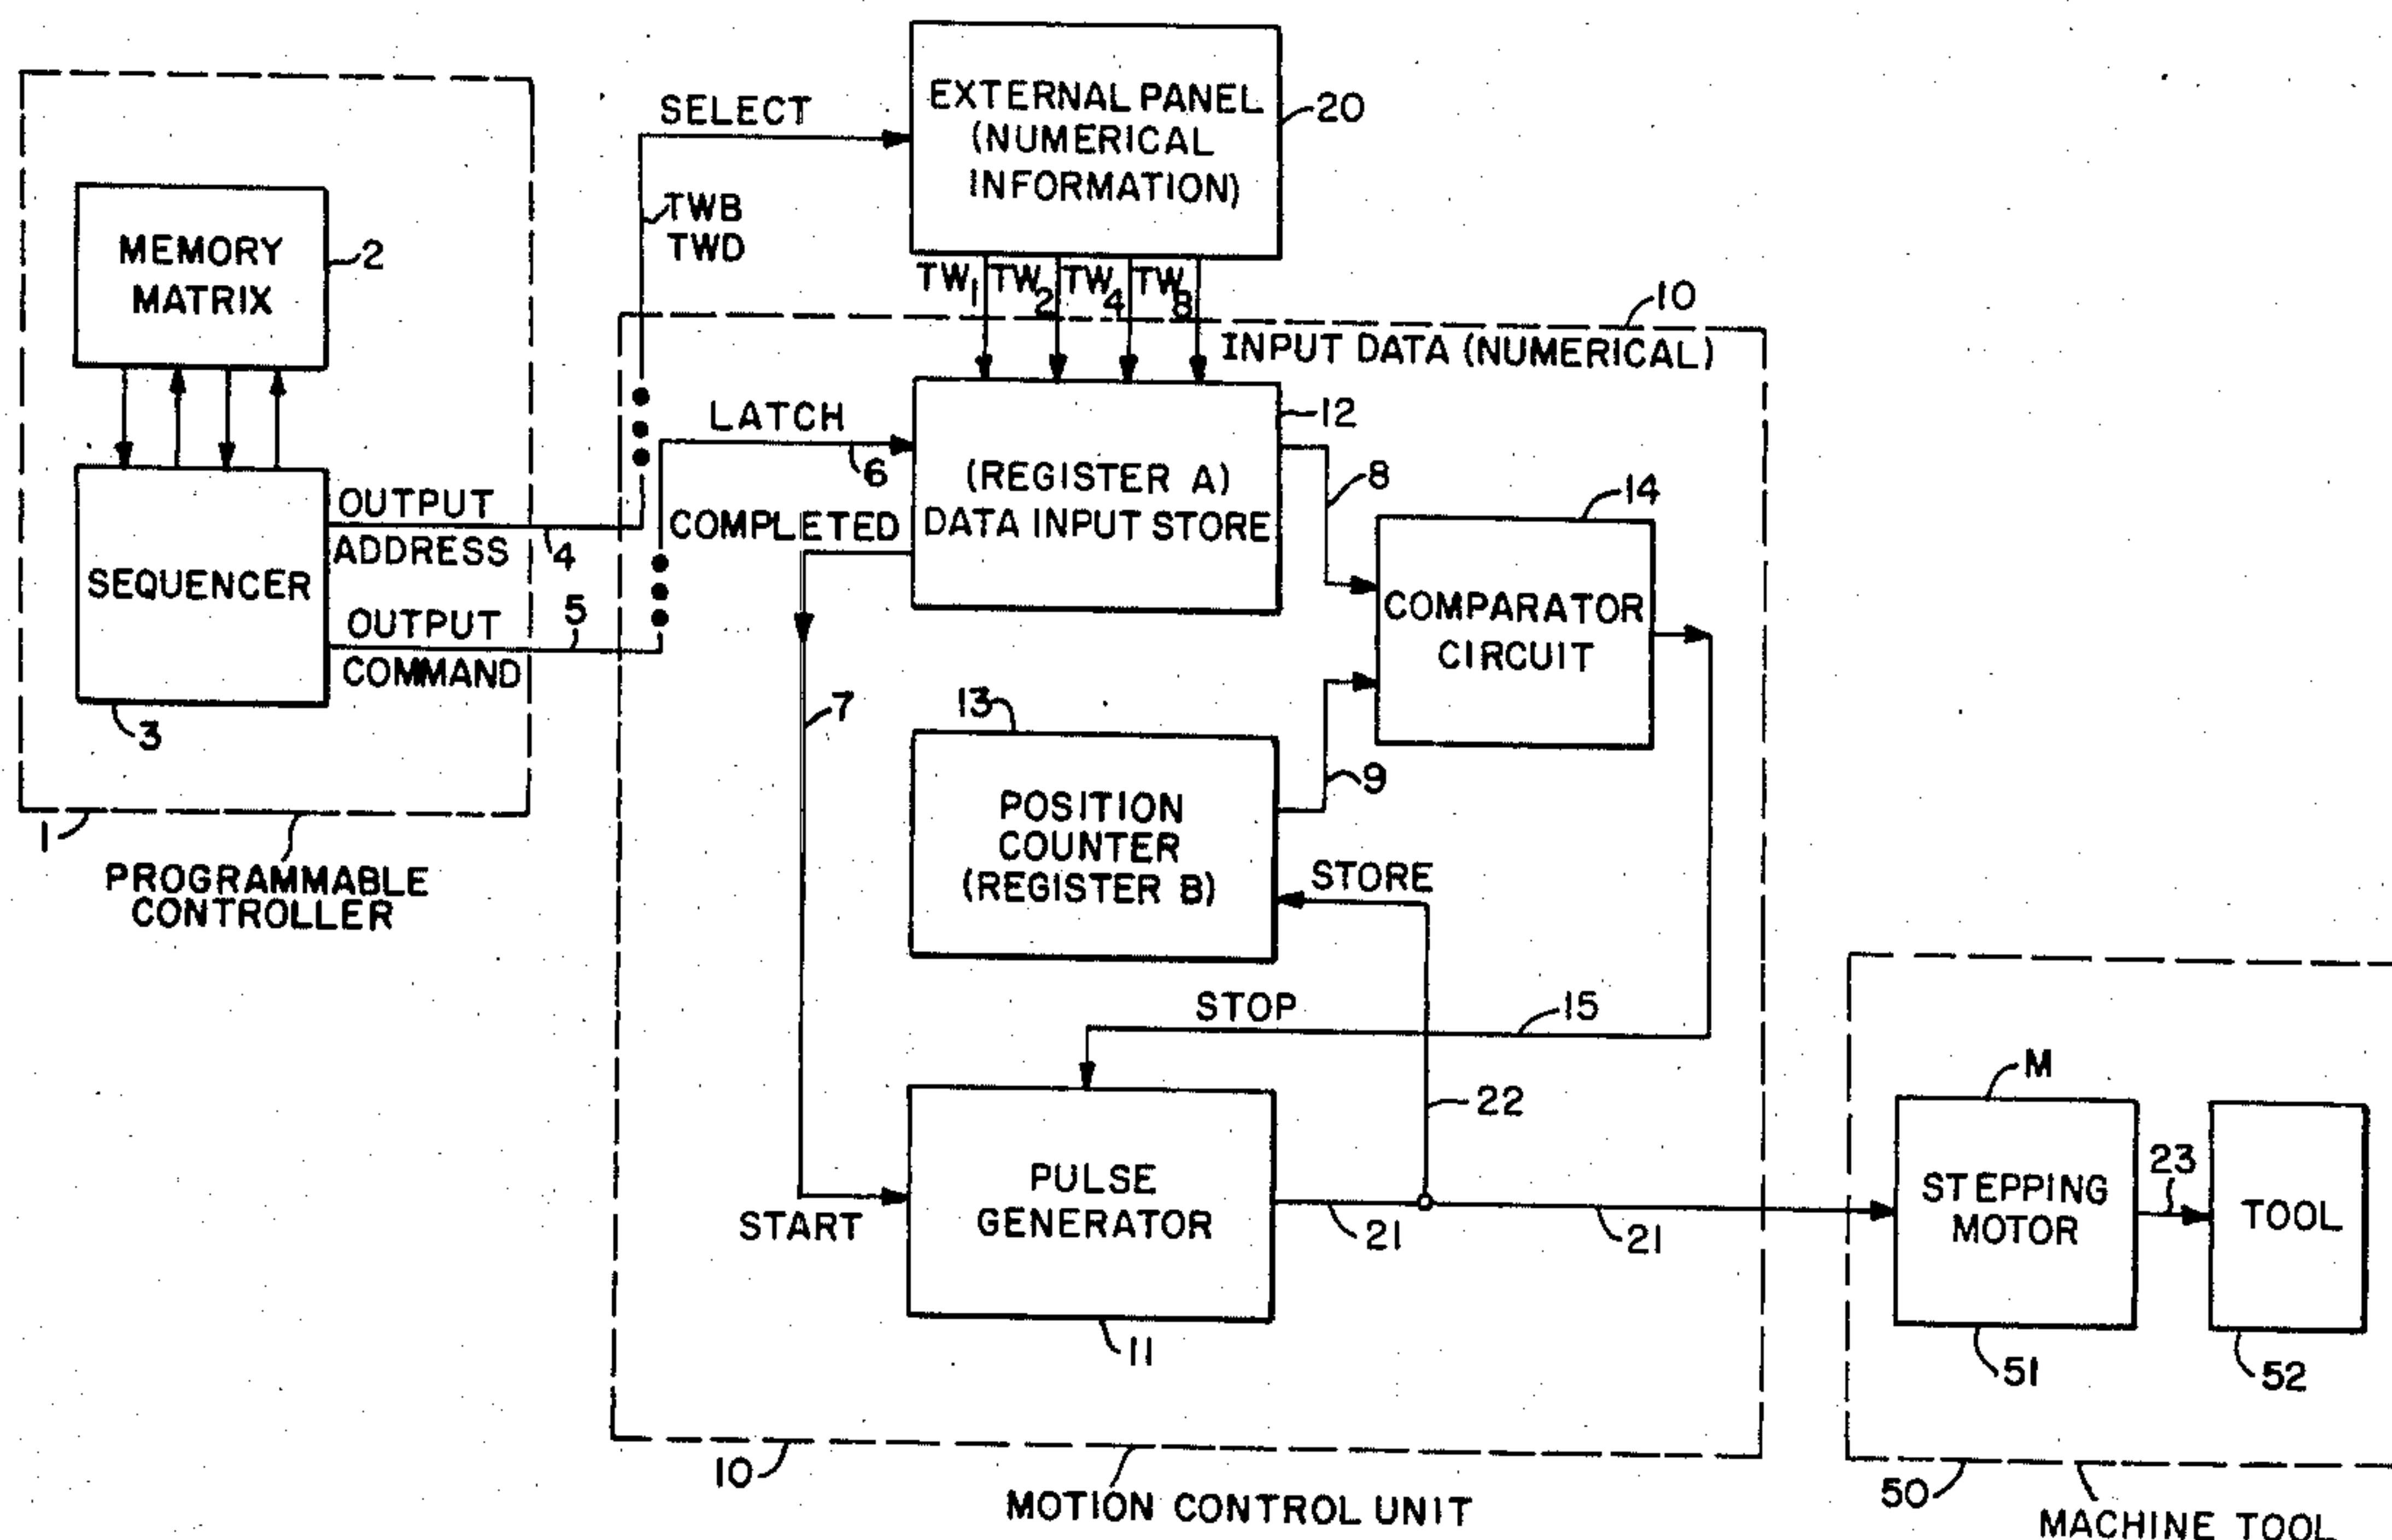 EXTERNAL PANEL
(NUMERICAL
INFORMATION)
20
SELECT
TWB
TWD
TW1 TW2 TW4 TW8
MEMORY
MATRIX
2
10
INPUT DATA (NUMERICAL)
LATCH
6
12
(REGISTER A)
DATA INPUT STORE
8
14
COMPLETED
OUTPUT
ADDRESS
4
SEQUENCER
3
5
OUTPUT
COMMAND
COMPARATOR
CIRCUIT
7
13
9
POSITION
COUNTER
(REGISTER B)
STORE
1
PROGRAMMABLE
CONTROLLER
STOP
15
22
M
START
PULSE
GENERATOR
11
21
21
STEPPING
MOTOR
23
TOOL
51
52
10
MOTION CONTROL UNIT
50
MACHINE TOOL